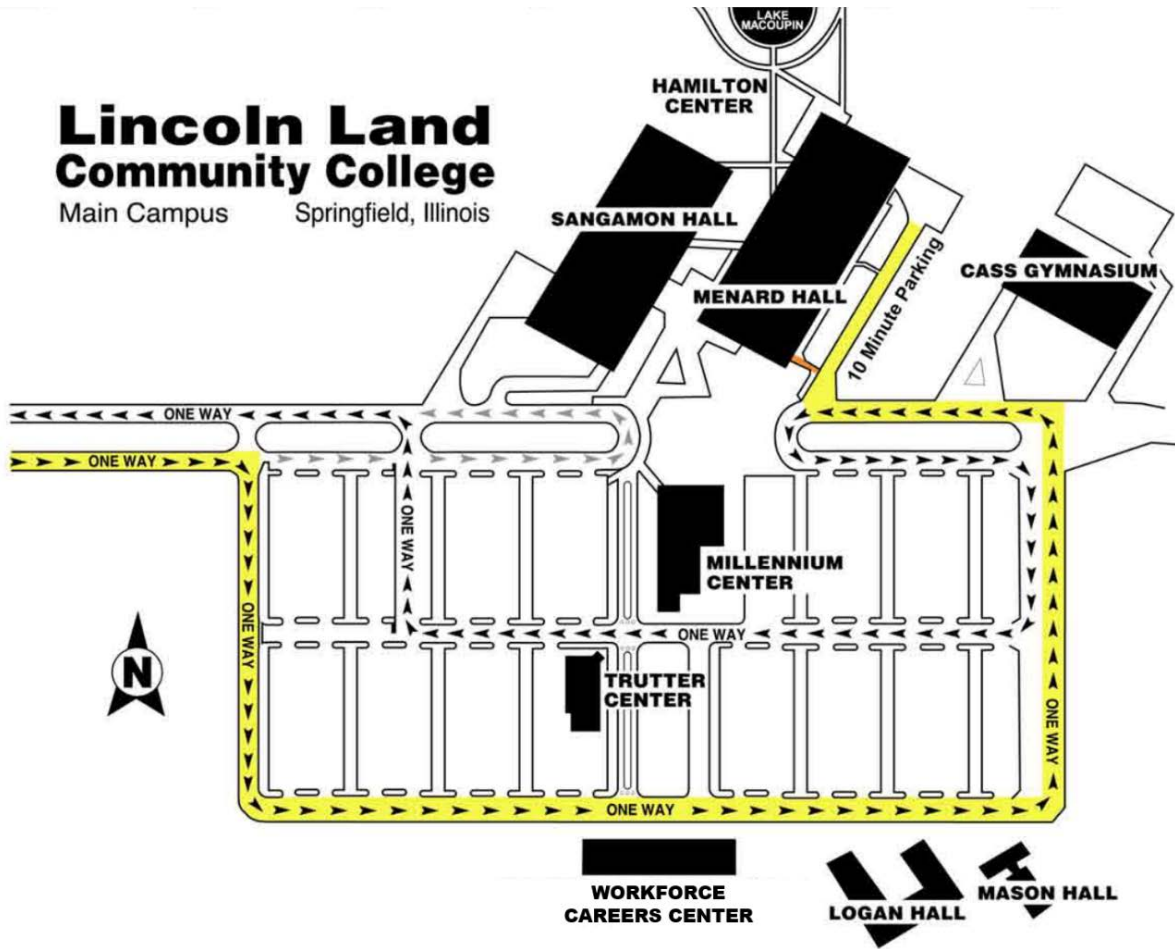 LAKE
MACOUPIN
HAMILTON
CENTER
Lincoln Land
Community College
Main Campus Springfield, Illinois
SANGAMON HALL
MENARD HALL
10 Minute Parking
CASS GYMNASIUM
ONE WAY
ONE WAY
ONE WAY
MILLENNIUM
CENTER
ONE WAY
ONE WAY
N
TRUTTER
CENTER
ONE WAY
ONE WAY
WORKFORCE
CAREERS CENTER
LOGAN HALL
MASON HALL